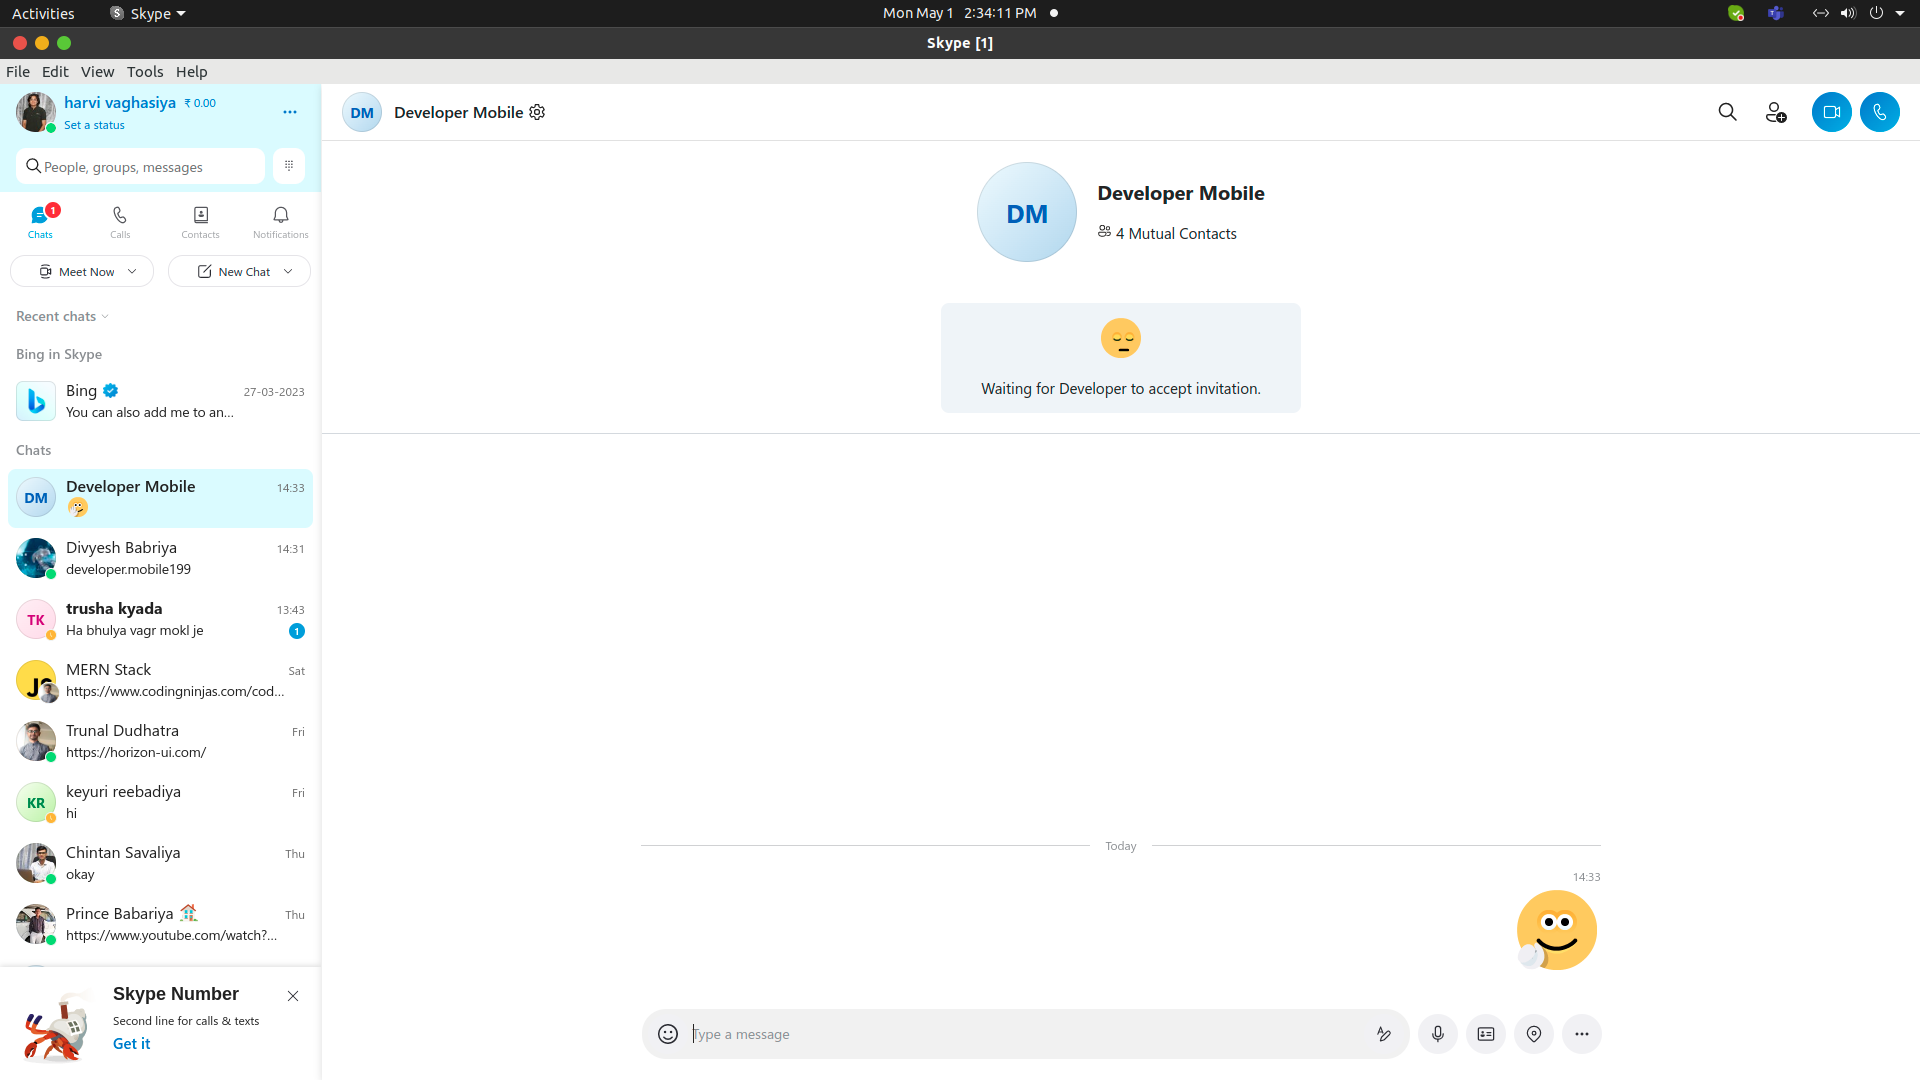 Activities
Skype
Mon May 1 2:34:11 PM
Skype [1]
File Edit View Tools Help
harvi vaghasiya ₹ 0.00
Set a status
People, groups, messages
1
Chats
Calls
Contacts
Notifications
Meet Now
New Chat
Recent chats
Bing in Skype
Bing 27-03-2023
You can also add me to an...
Chats
DM
Developer Mobile 14:33
Divyesh Babriya 14:31
developer.mobile199
TK
trusha kyada 13:43
Ha bhulya vagr mokl je 1
JS
MERN Stack Sat
https://www.codingninjas.com/cod...
Trunal Dudhatra Fri
https://horizon-ui.com/
KR
keyuri reebadiya Fri
hi
Chintan Savaliya Thu
okay
Prince Babariya Thu
https://www.youtube.com/watch?...
Skype Number
Second line for calls & texts
Get it
DM
Developer Mobile
DM
Developer Mobile
4 Mutual Contacts
Waiting for Developer to accept invitation.
Today
14:33
Type a message